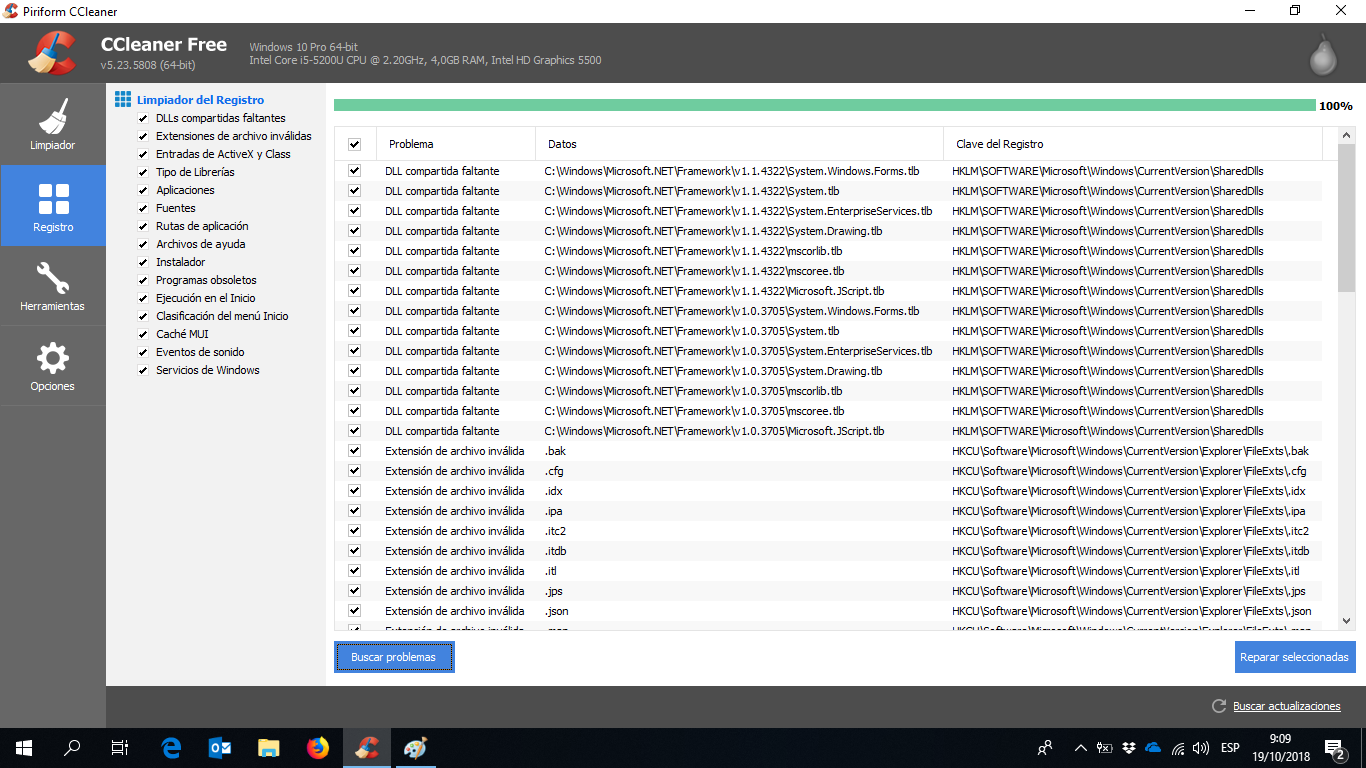 Piriform CCleaner
CCleaner Free
v5.23.5808 (64-bit)
Windows 10 Pro 64-bit
Intel Core i5-5200U CPU @ 2.20GHz, 4,0GB RAM, Intel HD Graphics 5500
Limpiador
Registro
Herramientas
Opciones
Limpiador del Registro
DLLs compartidas faltantes
Extensiones de archivo inválidas
Entradas de ActiveX y Class
Tipo de Librerías
Aplicaciones
Fuentes
Rutas de aplicación
Archivos de ayuda
Instalador
Programas obsoletos
Ejecución en el Inicio
Clasificación del menú Inicio
Caché MUI
Eventos de sonido
Servicios de Windows
100%
Problema Datos Clave del Registro
DLL compartida faltante C:\Windows\Microsoft.NET\Framework\v1.1.4322\System.Windows.Forms.tlb HKLM\SOFTWARE\Microsoft\Windows\CurrentVersion\SharedDlls
DLL compartida faltante C:\Windows\Microsoft.NET\Framework\v1.1.4322\System.tlb HKLM\SOFTWARE\Microsoft\Windows\CurrentVersion\SharedDlls
DLL compartida faltante C:\Windows\Microsoft.NET\Framework\v1.1.4322\System.EnterpriseServices.tlb HKLM\SOFTWARE\Microsoft\Windows\CurrentVersion\SharedDlls
DLL compartida faltante C:\Windows\Microsoft.NET\Framework\v1.1.4322\System.Drawing.tlb HKLM\SOFTWARE\Microsoft\Windows\CurrentVersion\SharedDlls
DLL compartida faltante C:\Windows\Microsoft.NET\Framework\v1.1.4322\mscorlib.tlb HKLM\SOFTWARE\Microsoft\Windows\CurrentVersion\SharedDlls
DLL compartida faltante C:\Windows\Microsoft.NET\Framework\v1.1.4322\mscoree.tlb HKLM\SOFTWARE\Microsoft\Windows\CurrentVersion\SharedDlls
DLL compartida faltante C:\Windows\Microsoft.NET\Framework\v1.1.4322\Microsoft.JScript.tlb HKLM\SOFTWARE\Microsoft\Windows\CurrentVersion\SharedDlls
DLL compartida faltante C:\Windows\Microsoft.NET\Framework\v1.0.3705\System.Windows.Forms.tlb HKLM\SOFTWARE\Microsoft\Windows\CurrentVersion\SharedDlls
DLL compartida faltante C:\Windows\Microsoft.NET\Framework\v1.0.3705\System.tlb HKLM\SOFTWARE\Microsoft\Windows\CurrentVersion\SharedDlls
DLL compartida faltante C:\Windows\Microsoft.NET\Framework\v1.0.3705\System.EnterpriseServices.tlb HKLM\SOFTWARE\Microsoft\Windows\CurrentVersion\SharedDlls
DLL compartida faltante C:\Windows\Microsoft.NET\Framework\v1.0.3705\System.Drawing.tlb HKLM\SOFTWARE\Microsoft\Windows\CurrentVersion\SharedDlls
DLL compartida faltante C:\Windows\Microsoft.NET\Framework\v1.0.3705\mscorlib.tlb HKLM\SOFTWARE\Microsoft\Windows\CurrentVersion\SharedDlls
DLL compartida faltante C:\Windows\Microsoft.NET\Framework\v1.0.3705\mscoree.tlb HKLM\SOFTWARE\Microsoft\Windows\CurrentVersion\SharedDlls
DLL compartida faltante C:\Windows\Microsoft.NET\Framework\v1.0.3705\Microsoft.JScript.tlb HKLM\SOFTWARE\Microsoft\Windows\CurrentVersion\SharedDlls
Extensión de archivo inválida .bak HKCU\Software\Microsoft\Windows\CurrentVersion\Explorer\FileExts\.bak
Extensión de archivo inválida .cfg HKCU\Software\Microsoft\Windows\CurrentVersion\Explorer\FileExts\.cfg
Extensión de archivo inválida .idx HKCU\Software\Microsoft\Windows\CurrentVersion\Explorer\FileExts\.idx
Extensión de archivo inválida .ipa HKCU\Software\Microsoft\Windows\CurrentVersion\Explorer\FileExts\.ipa
Extensión de archivo inválida .itc2 HKCU\Software\Microsoft\Windows\CurrentVersion\Explorer\FileExts\.itc2
Extensión de archivo inválida .itdb HKCU\Software\Microsoft\Windows\CurrentVersion\Explorer\FileExts\.itdb
Extensión de archivo inválida .itl HKCU\Software\Microsoft\Windows\CurrentVersion\Explorer\FileExts\.itl
Extensión de archivo inválida .jps HKCU\Software\Microsoft\Windows\CurrentVersion\Explorer\FileExts\.jps
Extensión de archivo inválida .json HKCU\Software\Microsoft\Windows\CurrentVersion\Explorer\FileExts\.json
Buscar problemas
Reparar seleccionadas
Buscar actualizaciones
ESP
9:09
19/10/2018
2